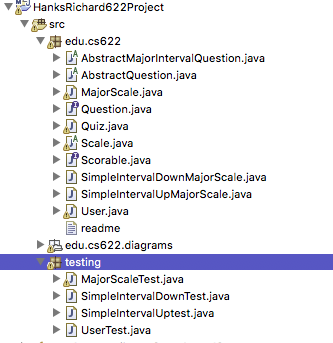 HanksRichard622Project
src
edu.cs622
AbstractMajorIntervalQuestion.java
AbstractQuestion.java
MajorScale.java
Question.java
Quiz.java
Scale.java
Scorable.java
SimpleIntervalDownMajorScale.java
SimpleIntervalUpMajorScale.java
User.java
readme
edu.cs622.diagrams
testing
MajorScaleTest.java
SimpleIntervalDownTest.java
SimpleIntervalUptest.java
UserTest.java